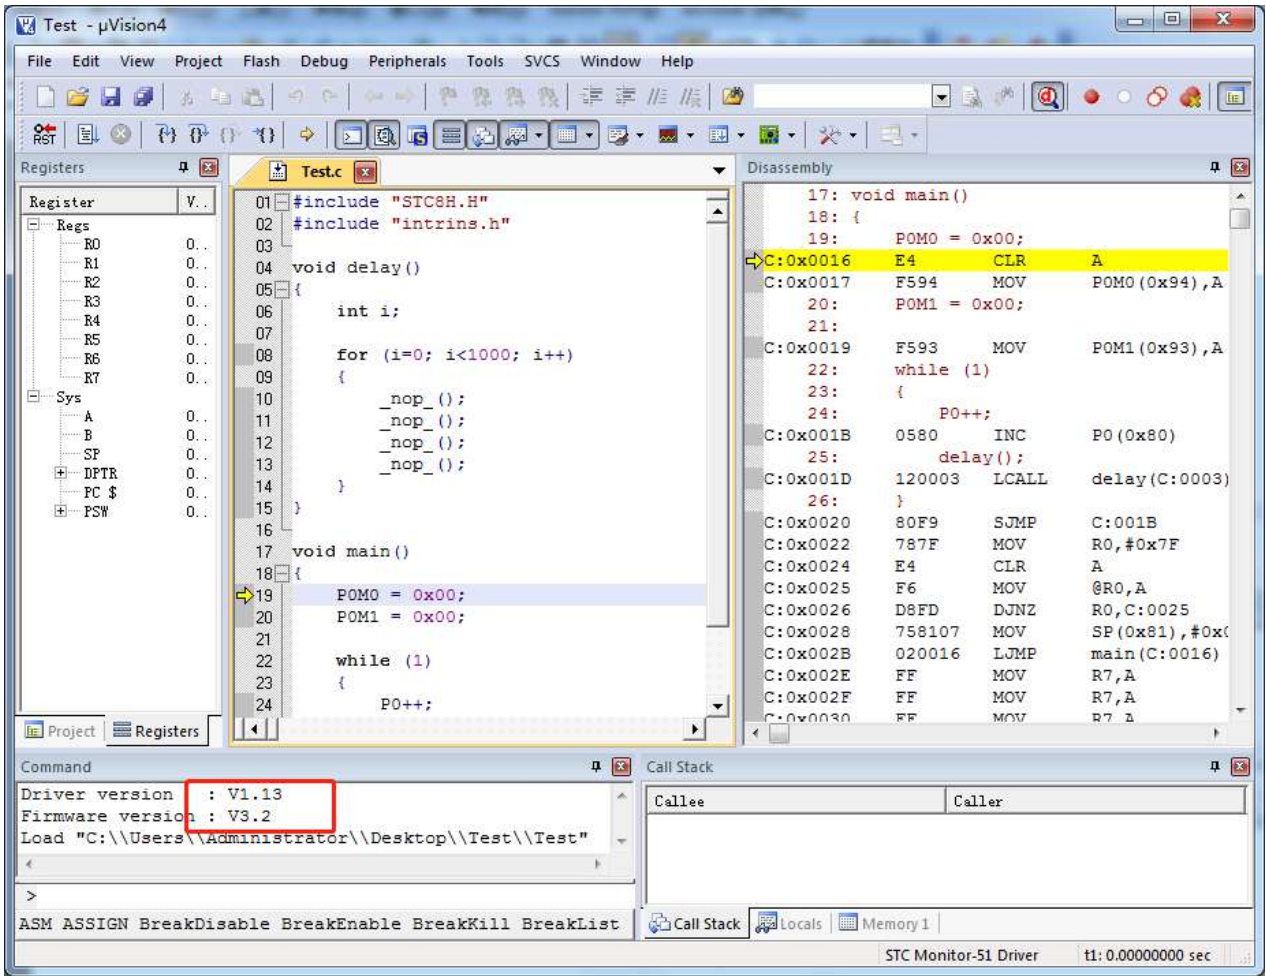 Test - µVision4
File Edit View Project Flash Debug Peripherals Tools SVCS Window Help
RST
Registers
Register V..
Regs
R0 0..
R1 0..
R2 0..
R3 0..
R4 0..
R5 0..
R6 0..
R7 0..
Sys
A 0..
B 0..
SP 0..
DPTR 0..
PC $ 0..
PSW 0..
Project Registers
Test.c
01 #include "STC8H.H"
02 #include "intrins.h"
03
04 void delay()
05 {
06 int i;
07
08 for (i=0; i<1000; i++)
09 {
10 _nop_();
11 _nop_();
12 _nop_();
13 _nop_();
14 }
15 }
16
17 void main()
18 {
19 P0M0 = 0x00;
20 P0M1 = 0x00;
21
22 while (1)
23 {
24 P0++;
Disassembly
17: void main()
18: {
19: P0M0 = 0x00;
C:0x0016 E4 CLR A
C:0x0017 F594 MOV P0M0(0x94),A
20: P0M1 = 0x00;
21:
C:0x0019 F593 MOV P0M1(0x93),A
22: while (1)
23: {
24: P0++;
C:0x001B 0580 INC P0(0x80)
25: delay();
C:0x001D 120003 LCALL delay(C:0003)
26: }
C:0x0020 80F9 SJMP C:001B
C:0x0022 787F MOV R0,#0x7F
C:0x0024 E4 CLR A
C:0x0025 F6 MOV @R0,A
C:0x0026 D8FD DJNZ R0,C:0025
C:0x0028 758107 MOV SP(0x81),#0x0
C:0x002B 020016 LJMP main(C:0016)
C:0x002E FF MOV R7,A
C:0x002F FF MOV R7,A
C:0x0030 FF MOV R7,A
Command
Driver version : V1.13
Firmware version : V3.2
Load "C:\\Users\\Administrator\\Desktop\\Test\\Test"
>
ASM ASSIGN BreakDisable BreakEnable BreakKill BreakList
Call Stack
Callee Caller
Call Stack Locals Memory 1
STC Monitor-51 Driver t1: 0.00000000 sec